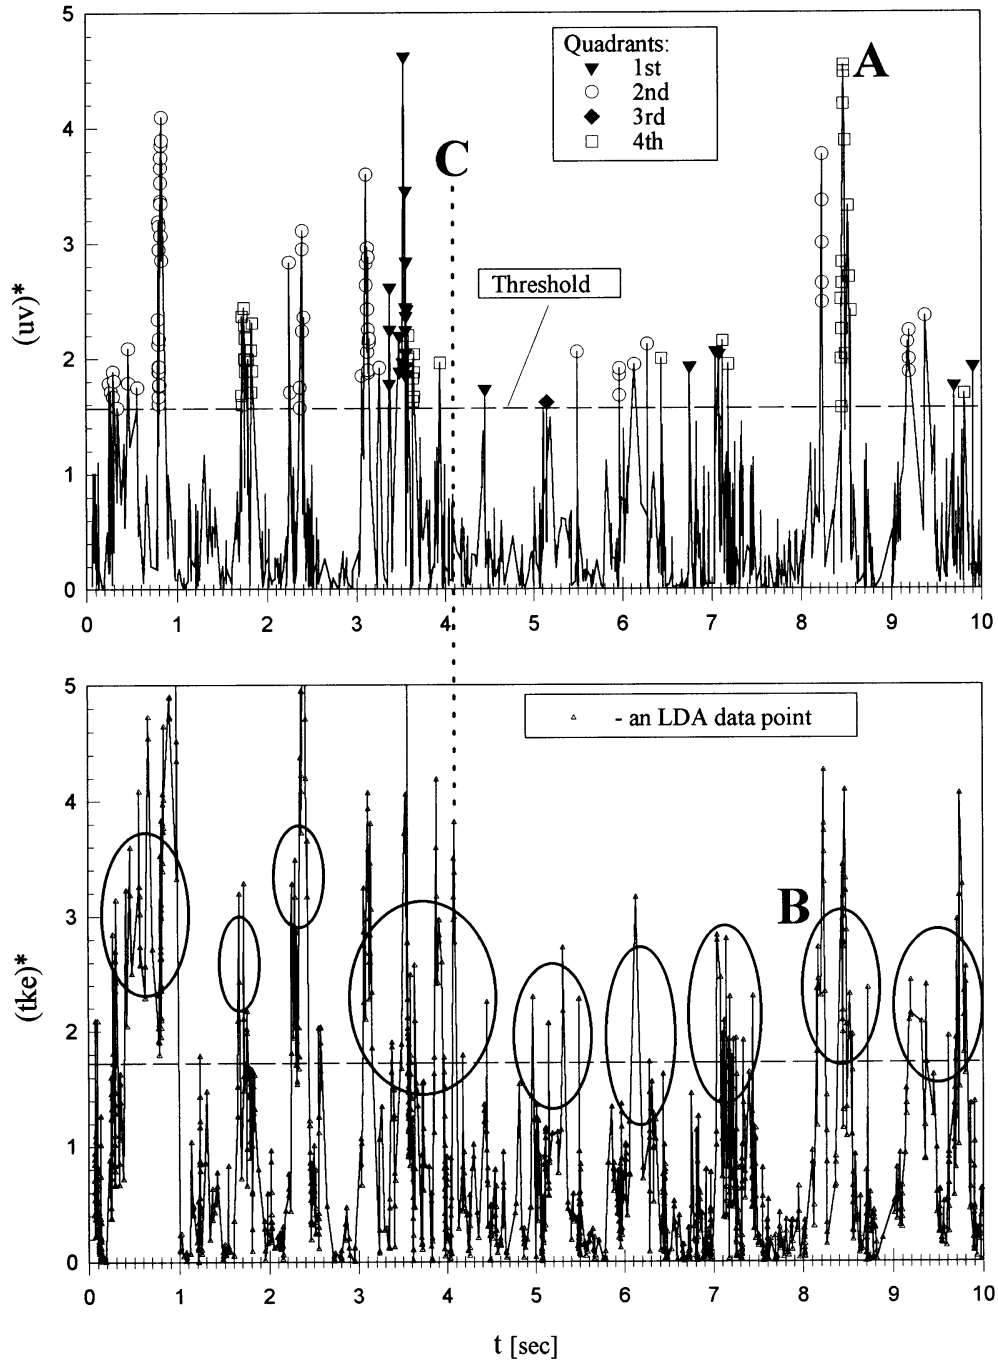 5
4
3
2
1
0
(uv)*
Quadrants:
1st
2nd
3rd
4th
A
C
Threshold
0 1 2 3 4 5 6 7 8 9 10
5
4
3
2
1
0
(tke)*
- an LDA data point
B
0 1 2 3 4 5 6 7 8 9 10
t [sec]